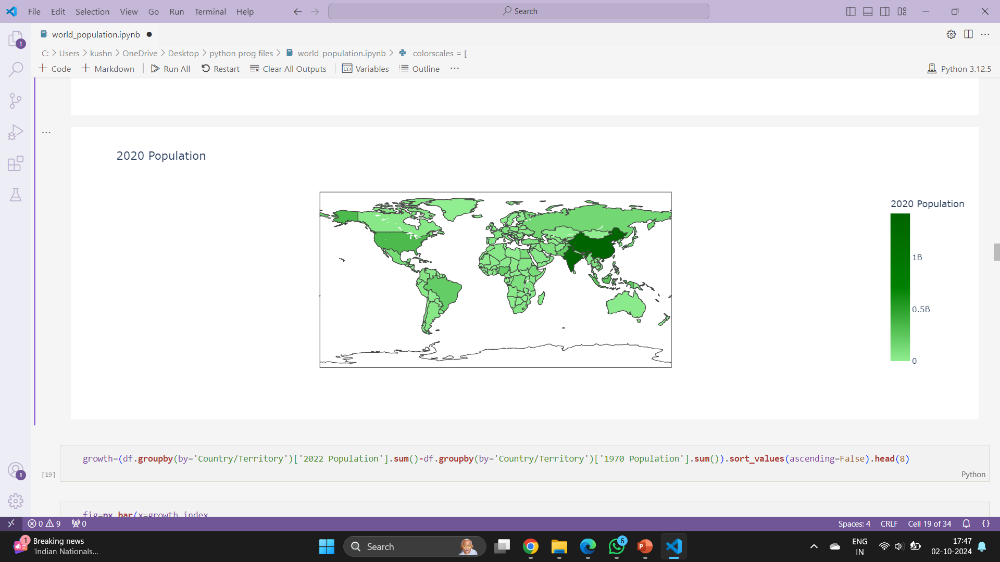 File Edit Selection View Go Run Terminal Help
Search
world_population.ipynb
C: > Users > kushn > OneDrive > Desktop > python prog files > world_population.ipynb > colorscales = [
+ Code + Markdown | Run All Restart Clear All Outputs | Variables Outline ...
Python 3.12.5
1
...
2020 Population
2020 Population
1B
0.5B
0
growth=(df.groupby(by='Country/Territory')['2022 Population'].sum()-df.groupby(by='Country/Territory')['1970 Population'].sum()).sort_values(ascending=False).head(8)
[19]
Python
1
fig=px.bar(x=growth.index
0 9 0
Spaces: 4 CRLF Cell 19 of 34 {}
1
Breaking news
'Indian Nationals...
Search
6
P
ENG
IN
17:47
02-10-2024